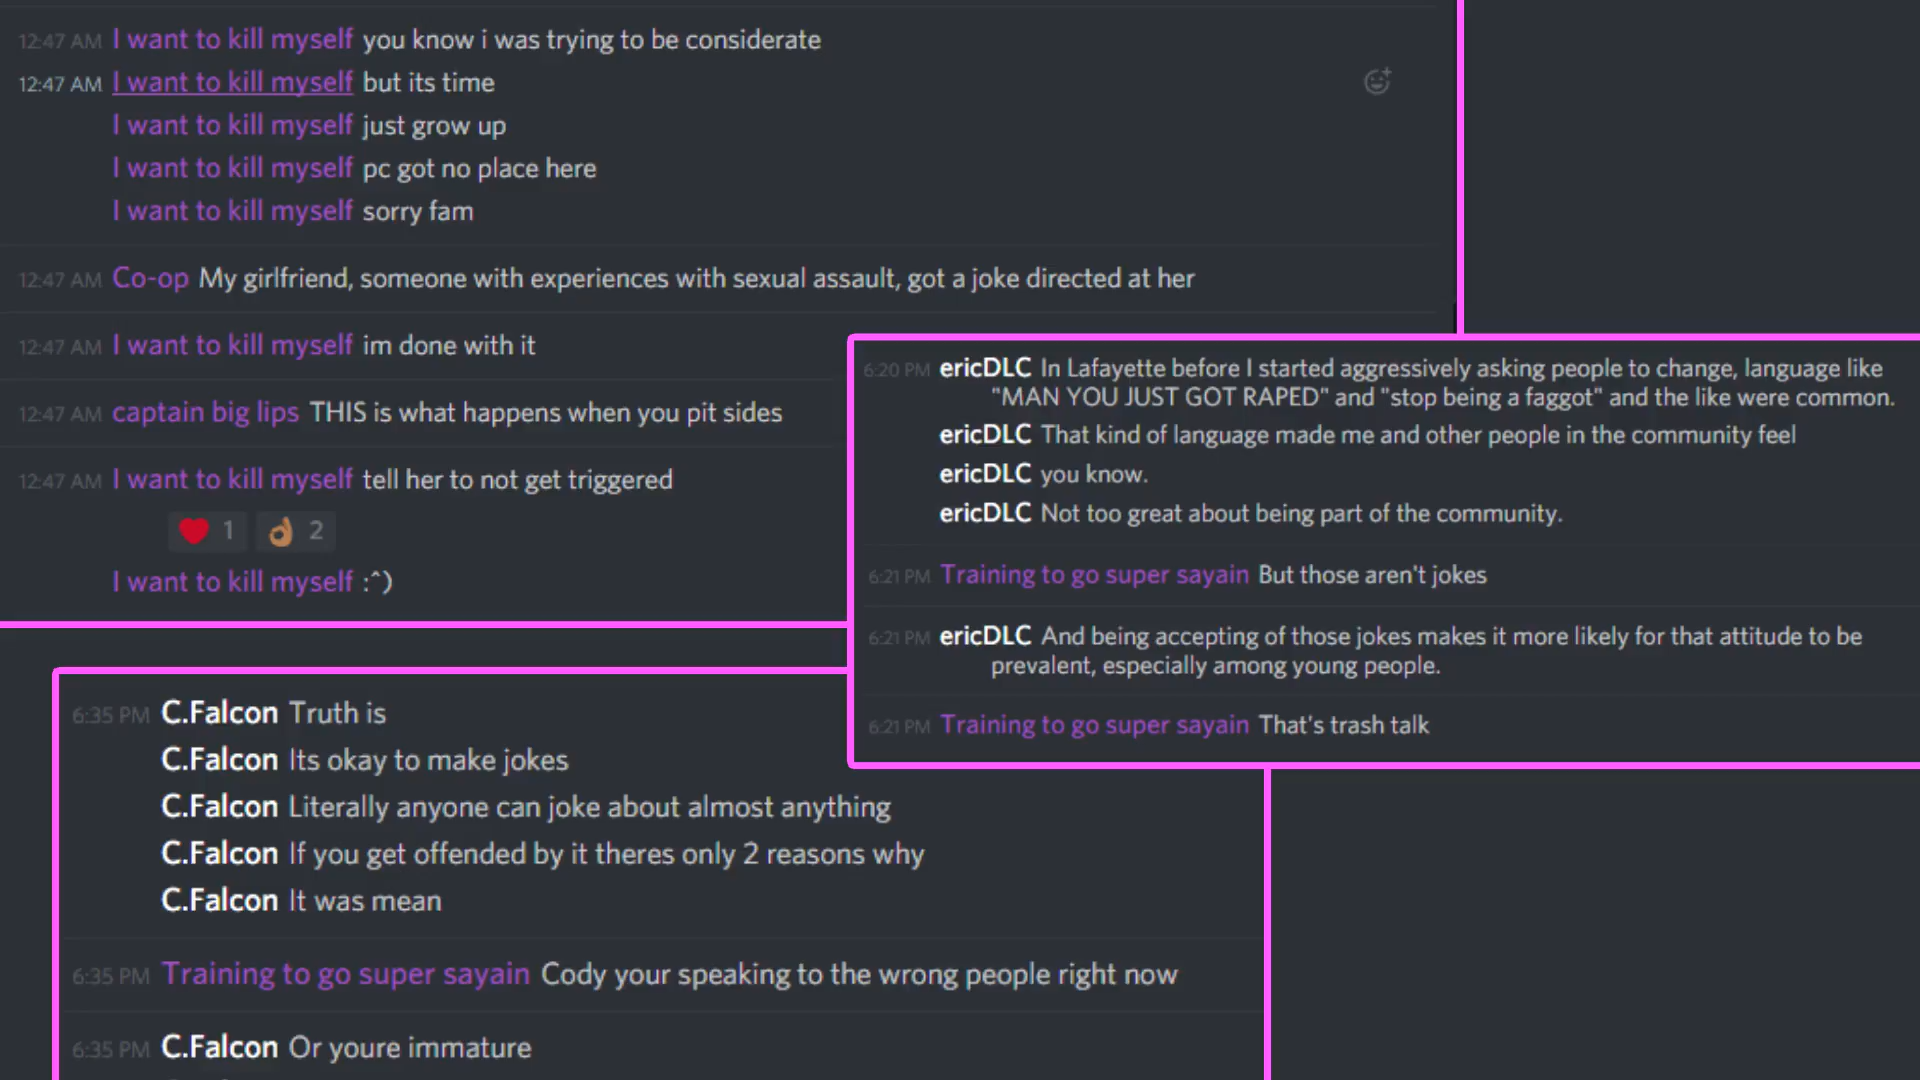 12:47 AM I want to kill myself you know i was trying to be considerate
12:47 AM I want to kill myself but its time
I want to kill myself just grow up
I want to kill myself pc got no place here
I want to kill myself sorry fam
12:47 AM Co-op My girlfriend, someone with experiences with sexual assault, got a joke directed at her
12:47 AM I want to kill myself im done with it
12:47 AM captain big lips THIS is what happens when you pit sides
12:47 AM I want to kill myself tell her to not get triggered
1 2
I want to kill myself :^)
6:20 PM ericDLC In Lafayette before I started aggressively asking people to change, language like
"MAN YOU JUST GOT RAPED" and "stop being a faggot" and the like were common.
ericDLC That kind of language made me and other people in the community feel
ericDLC you know.
ericDLC Not too great about being part of the community.
6:21 PM Training to go super sayain But those aren't jokes
6:21 PM ericDLC And being accepting of those jokes makes it more likely for that attitude to be
prevalent, especially among young people.
6:21 PM Training to go super sayain That's trash talk
6:35 PM C.Falcon Truth is
C.Falcon Its okay to make jokes
C.Falcon Literally anyone can joke about almost anything
C.Falcon If you get offended by it theres only 2 reasons why
C.Falcon It was mean
6:35 PM Training to go super sayain Cody your speaking to the wrong people right now
6:35 PM C.Falcon Or youre immature